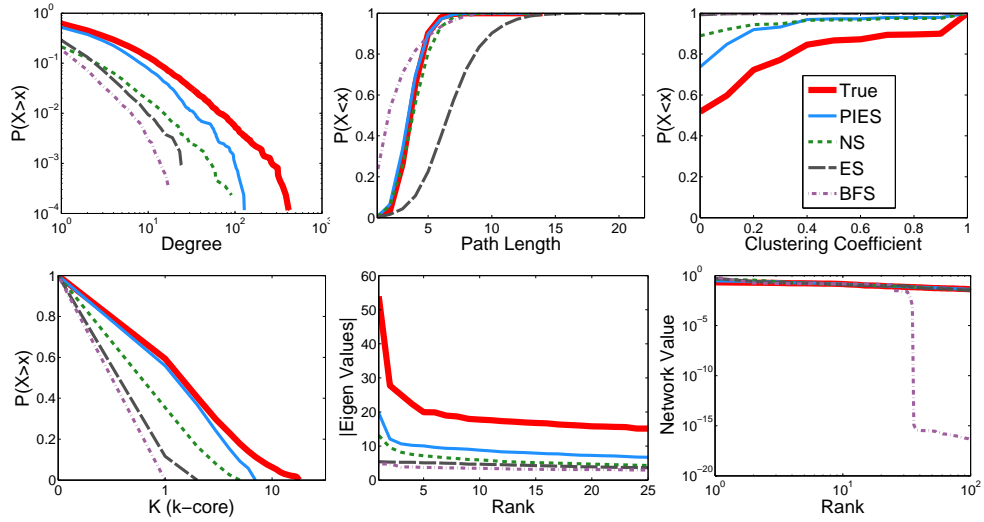 10^0
10^-1
10^-2
10^-3
10^-4
P(X>x)
10^0 10^1 10^2 10^3
Degree
1
0.8
0.6
0.4
0.2
0
P(X<x)
5 10 15 20
Path Length
1
0.8
0.6
0.4
0.2
0
P(X<x)
0 0.2 0.4 0.6 0.8 1
Clustering Coefficient
True
PIES
NS
ES
BFS
1
0.8
0.6
0.4
0.2
0
P(X>x)
0 1 10
K (k-core)
60
50
40
30
20
10
0
|Eigen Values|
5 10 15 20 25
Rank
10^0
10^-5
10^-10
10^-15
10^-20
Network Value
10^0 10^1 10^2
Rank